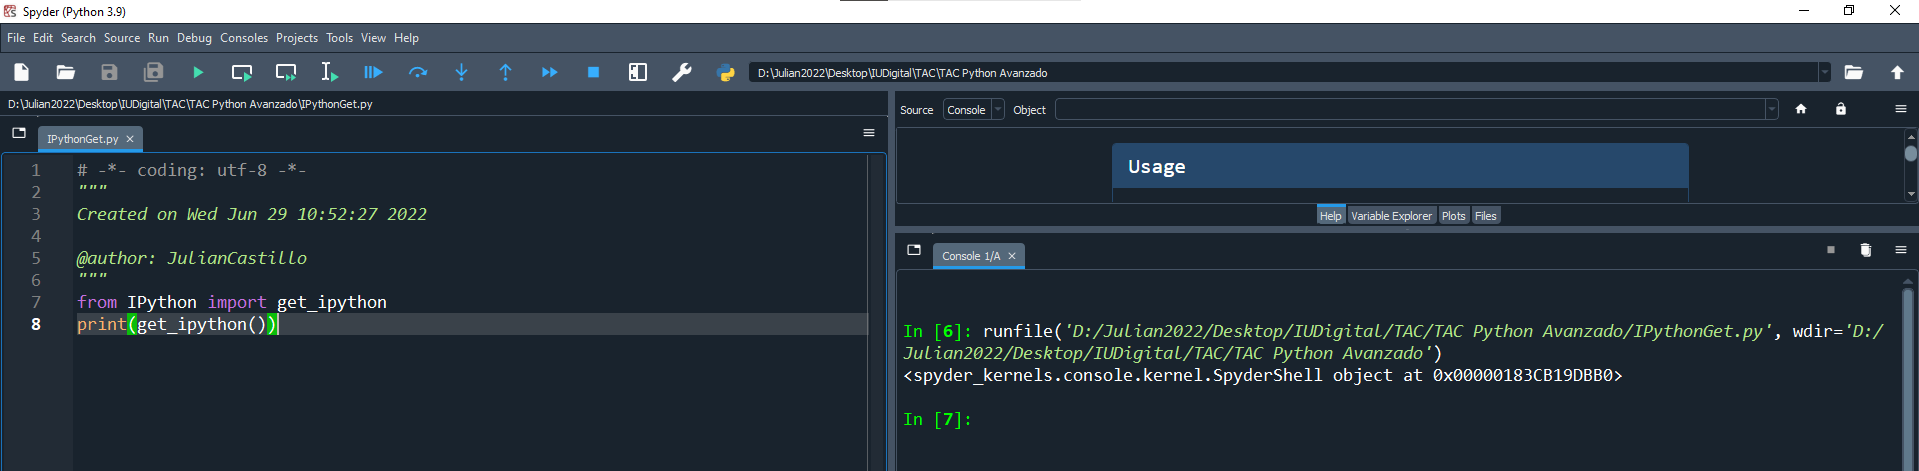 Spyder (Python 3.9)
File Edit Search Source Run Debug Consoles Projects Tools View Help
D:\Julian2022\Desktop\IUDigital\TAC\TAC Python Avanzado
D:\Julian2022\Desktop\IUDigital\TAC\TAC Python Avanzado\IPythonGet.py
IPythonGet.py
1 # -*- coding: utf-8 -*-
2 """
3 Created on Wed Jun 29 10:52:27 2022
4
5 @author: JulianCastillo
6 """
7 from IPython import get_ipython
8 print(get_ipython())
Source Console Object
Usage
Help Variable Explorer Plots Files
Console 1/A
In [6]: runfile('D:/Julian2022/Desktop/IUDigital/TAC/TAC Python Avanzado/IPythonGet.py', wdir='D:/
Julian2022/Desktop/IUDigital/TAC/TAC Python Avanzado')
<spyder_kernels.console.kernel.SpyderShell object at 0x00000183CB19DBB0>
In [7]: